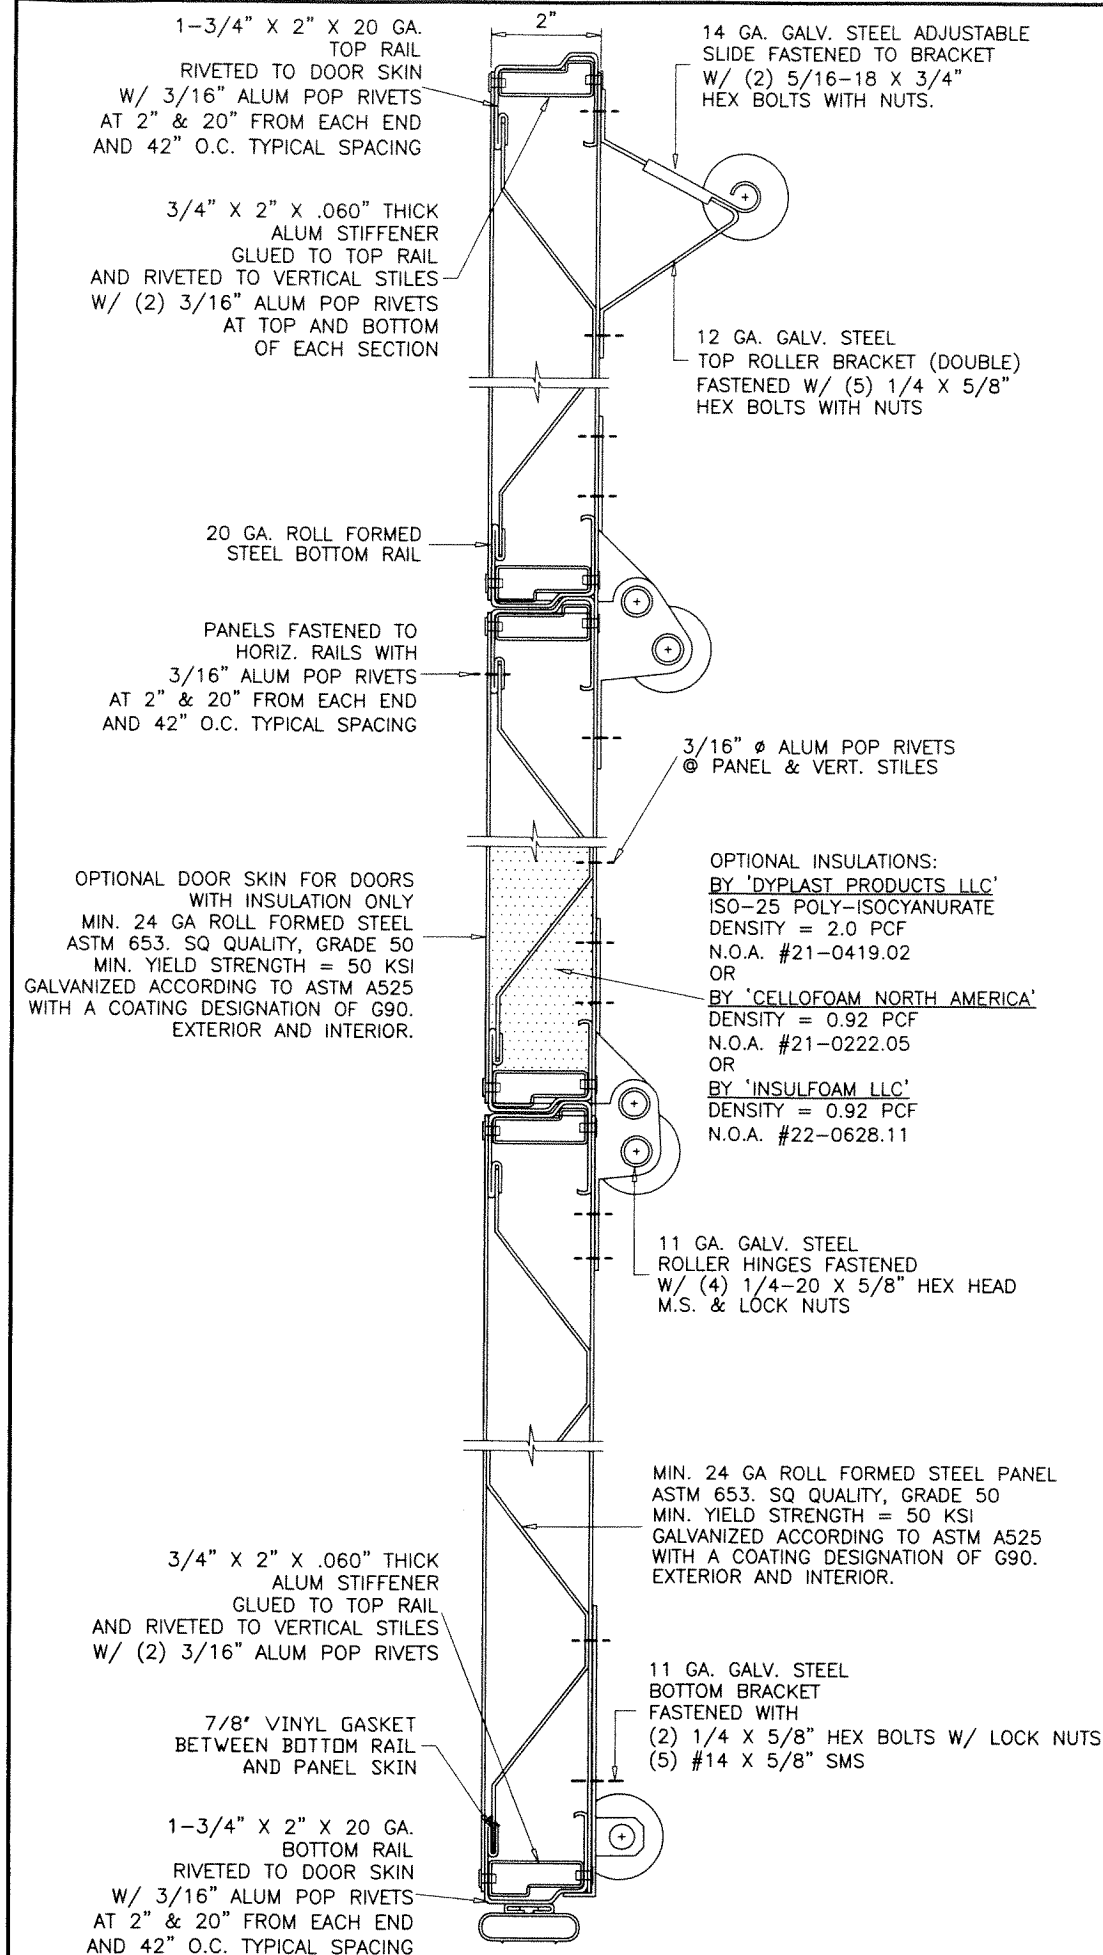 1-3/4" X 2" X 20 GA.
TOP RAIL
RIVETED TO DOOR SKIN
W/ 3/16" ALUM POP RIVETS
AT 2" & 20" FROM EACH END
AND 42" O.C. TYPICAL SPACING
2"
14 GA. GALV. STEEL ADJUSTABLE
SLIDE FASTENED TO BRACKET
W/ (2) 5/16-18 X 3/4"
HEX BOLTS WITH NUTS.
3/4" X 2" X .060" THICK
ALUM STIFFENER
GLUED TO TOP RAIL
AND RIVETED TO VERTICAL STILES
W/ (2) 3/16" ALUM POP RIVETS
AT TOP AND BOTTOM
OF EACH SECTION
12 GA. GALV. STEEL
TOP ROLLER BRACKET (DOUBLE)
FASTENED W/ (5) 1/4 X 5/8"
HEX BOLTS WITH NUTS
20 GA. ROLL FORMED
STEEL BOTTOM RAIL
PANELS FASTENED TO
HORIZ. RAILS WITH
3/16" ALUM POP RIVETS
AT 2" & 20" FROM EACH END
AND 42" O.C. TYPICAL SPACING
3/16" ø ALUM POP RIVETS
@ PANEL & VERT. STILES
OPTIONAL DOOR SKIN FOR DOORS
WITH INSULATION ONLY
MIN. 24 GA ROLL FORMED STEEL
ASTM 653. SQ QUALITY, GRADE 50
MIN. YIELD STRENGTH = 50 KSI
GALVANIZED ACCORDING TO ASTM A525
WITH A COATING DESIGNATION OF G90.
EXTERIOR AND INTERIOR.
OPTIONAL INSULATIONS:
BY 'DYPLAST PRODUCTS LLC'
ISO-25 POLY-ISOCYANURATE
DENSITY = 2.0 PCF
N.O.A. #21-0419.02
OR
BY 'CELLOFOAM NORTH AMERICA'
DENSITY = 0.92 PCF
N.O.A. #21-0222.05
OR
BY 'INSULFOAM LLC'
DENSITY = 0.92 PCF
N.O.A. #22-0628.11
11 GA. GALV. STEEL
ROLLER HINGES FASTENED
W/ (4) 1/4-20 X 5/8" HEX HEAD
M.S. & LOCK NUTS
MIN. 24 GA ROLL FORMED STEEL PANEL
ASTM 653. SQ QUALITY, GRADE 50
MIN. YIELD STRENGTH = 50 KSI
GALVANIZED ACCORDING TO ASTM A525
WITH A COATING DESIGNATION OF G90.
EXTERIOR AND INTERIOR.
3/4" X 2" X .060" THICK
ALUM STIFFENER
GLUED TO TOP RAIL
AND RIVETED TO VERTICAL STILES
W/ (2) 3/16" ALUM POP RIVETS
11 GA. GALV. STEEL
BOTTOM BRACKET
FASTENED WITH
(2) 1/4 X 5/8" HEX BOLTS W/ LOCK NUTS
(5) #14 X 5/8" SMS
7/8" VINYL GASKET
BETWEEN BOTTOM RAIL
AND PANEL SKIN
1-3/4" X 2" X 20 GA.
BOTTOM RAIL
RIVETED TO DOOR SKIN
W/ 3/16" ALUM POP RIVETS
AT 2" & 20" FROM EACH END
AND 42" O.C. TYPICAL SPACING